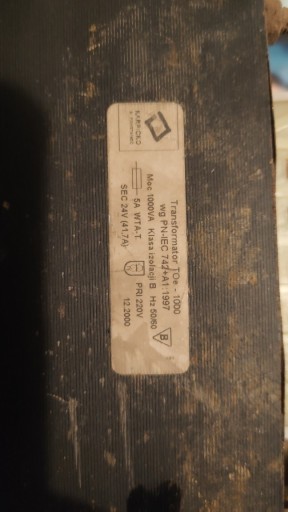 Transformator TOe - 1000
wg PN-IEC 742+A1:1997
Moc 1000VA Klasa izolacji B Hz 50/60
5A WTA-T PRI 220V
SEC 24V (41,7A) 12.2000
B